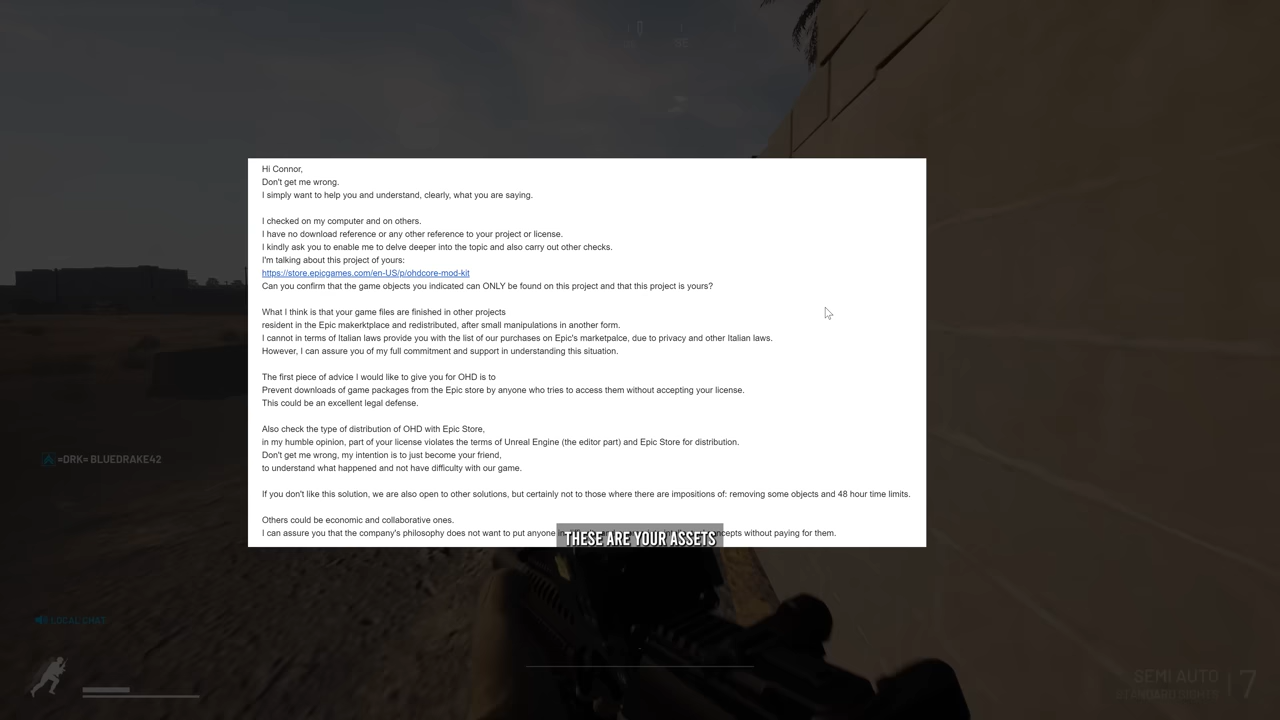 SE
Hi Connor,
Don't get me wrong.
I simply want to help you and understand, clearly, what you are saying.
I checked on my computer and on others.
I have no download reference or any other reference to your project or license.
I kindly ask you to enable me to delve deeper into the topic and also carry out other checks.
I'm talking about this project of yours:
https://store.epicgames.com/en-US/p/ohdcore-mod-kit
Can you confirm that the game objects you indicated can ONLY be found on this project and that this project is yours?
What I think is that your game files are finished in other projects
resident in the Epic makerktplace and redistributed, after small manipulations in another form.
I cannot in terms of Italian laws provide you with the list of our purchases on Epic's marketpalce, due to privacy and other Italian laws.
However, I can assure you of my full commitment and support in understanding this situation.
The first piece of advice I would like to give you for OHD is to
Prevent downloads of game packages from the Epic store by anyone who tries to access them without accepting your license.
This could be an excellent legal defense.
Also check the type of distribution of OHD with Epic Store,
in my humble opinion, part of your license violates the terms of Unreal Engine (the editor part) and Epic Store for distribution.
Don't get me wrong, my intention is to just become your friend,
to understand what happened and not have difficulty with our game.
If you don't like this solution, we are also open to other solutions, but certainly not to those where there are impositions of: removing some objects and 48 hour time limits.
Others could be economic and collaborative ones.
I can assure you that the company's philosophy does not want to put anyone without paying for them.
THESE ARE YOUR ASSETS
=DRK= BLUEDRAKE42
LOCAL CHAT
SEMI AUTO
STANDARD SIGHTS
7